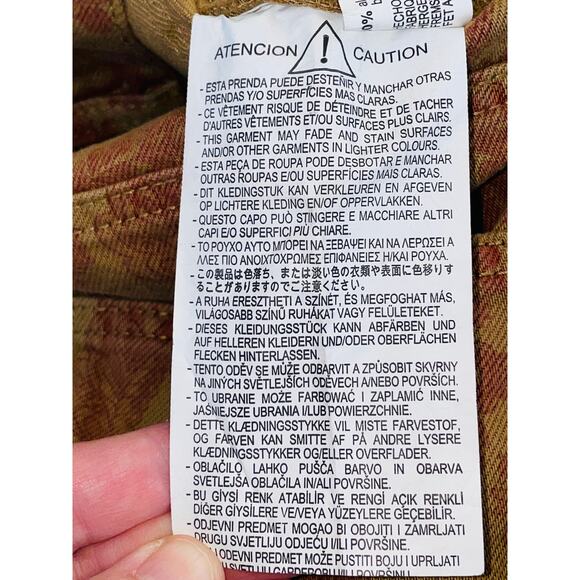 ATENCION ! CAUTION
- ESTA PRENDA PUEDE DESTEÑIR Y MANCHAR OTRAS
PRENDAS Y/O SUPERFICIES MAS CLARAS.
- CE VÊTEMENT RISQUE DE DÉTEINDRE ET DE TACHER
D'AUTRES VÊTEMENTS ET/OU SURFACES PLUS CLAIRS.
- THIS GARMENT MAY FADE AND STAIN SURFACES
AND/OR OTHER GARMENTS IN LIGHTER COLOURS.
- ESTA PEÇA DE ROUPA PODE DESBOTAR E MANCHAR
OUTRAS ROUPAS E/OU SUPERFÍCIES MAIS CLARAS.
- DIT KLEDINGSTUK KAN VERKLEUREN EN AFGEVEN
OP LICHTERE KLEDING EN/OF OPPERVLAKKEN.
- QUESTO CAPO PUÒ STINGERE E MACCHIARE ALTRI
CAPI E/O SUPERFICI PIÙ CHIARE.
- ΤΟ ΡΟΥΧΟ ΑΥΤΟ ΜΠΟΡΕΙ ΝΑ ΞΕΒΑΨΕΙ ΚΑΙ ΝΑ ΛΕΡΩΣΕΙ Α
ΛΛΕΣ ΠΙΟ ΑΝΟΙΧΤΟΧΡΩΜΕΣ ΕΠΙΦΑΝΕΙΕΣ Η/ΚΑΙ ΡΟΥΧΑ.
- この製品は色落ち、または淡い色の衣類や表面に色移りす
ることがありますのでご注意ください。
- A RUHA ERESZTHETI A SZÍNÉT, ÉS MEGFOGHAT MÁS,
VILÁGOSABB SZÍNŰ RUHÁKAT VAGY FELÜLETEKET.
- DIESES KLEIDUNGSSTÜCK KANN ABFÄRBEN UND
AUF HELLEREN KLEIDERN UND/ODER OBERFLÄCHEN
FLECKEN HINTERLASSEN.
- TENTO ODĚV SE MŮŽE ODBARVIT A ZPŮSOBIT SKVRNY
NA JINÝCH SVĚTLEJŠÍCH ODĚVECH A/NEBO POVRŠÍCH.
- TO UBRANIE MOŻE FARBOWAĆ I ZAPLAMIĆ INNE,
JAŚNIEJSZE UBRANIA I/LUB POWIERZCHNIE.
- DETTE KLÆDNINGSSTYKKE VIL MISTE FARVESTOF,
OG FARVEN KAN SMITTE AF PÅ ANDRE LYSERE
KLÆDNINGSSTYKKER OG/ELLER OVERFLADER.
- OBLAČILO LAHKO PUŠČA BARVO IN OBARVA
SVETLEJŠA OBLAČILA IN/ALI POVRŠINE.
- BU GİYSİ RENK ATABİLİR VE RENGİ AÇIK RENKLİ
DİĞER GİYSİLERE VE/VEYA YÜZEYLERE GEÇEBİLİR.
- ODJEVNI PREDMET MOGAO BI OBOJITI I ZAMRLJATI
DRUGU SVJETLIJU ODJEĆU I/ILI POVRŠINE.
ODEVNI PREDMET MOŽE PUSTITI BOJU I UPRLJATI